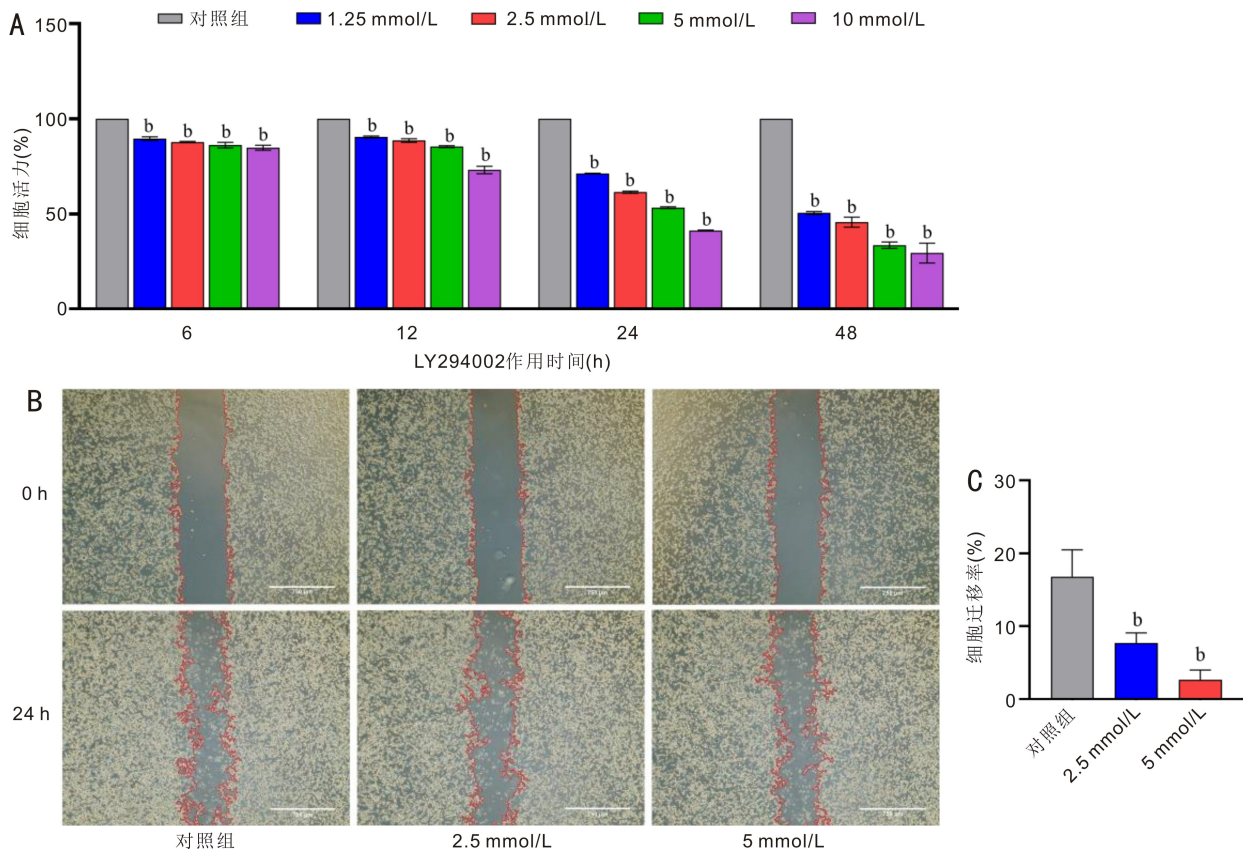 A
对照组 1.25 mmol/L 2.5 mmol/L 5 mmol/L 10 mmol/L
细胞活力(%)
150
100
50
0
b b b b
b b b b
b b b b
b b b b
6 12 24 48
LY294002作用时间(h)
B
0 h
24 h
对照组 2.5 mmol/L 5 mmol/L
C
细胞迁移率(%)
30
20
10
0
b
b
对照组
2.5 mmol/L
5 mmol/L